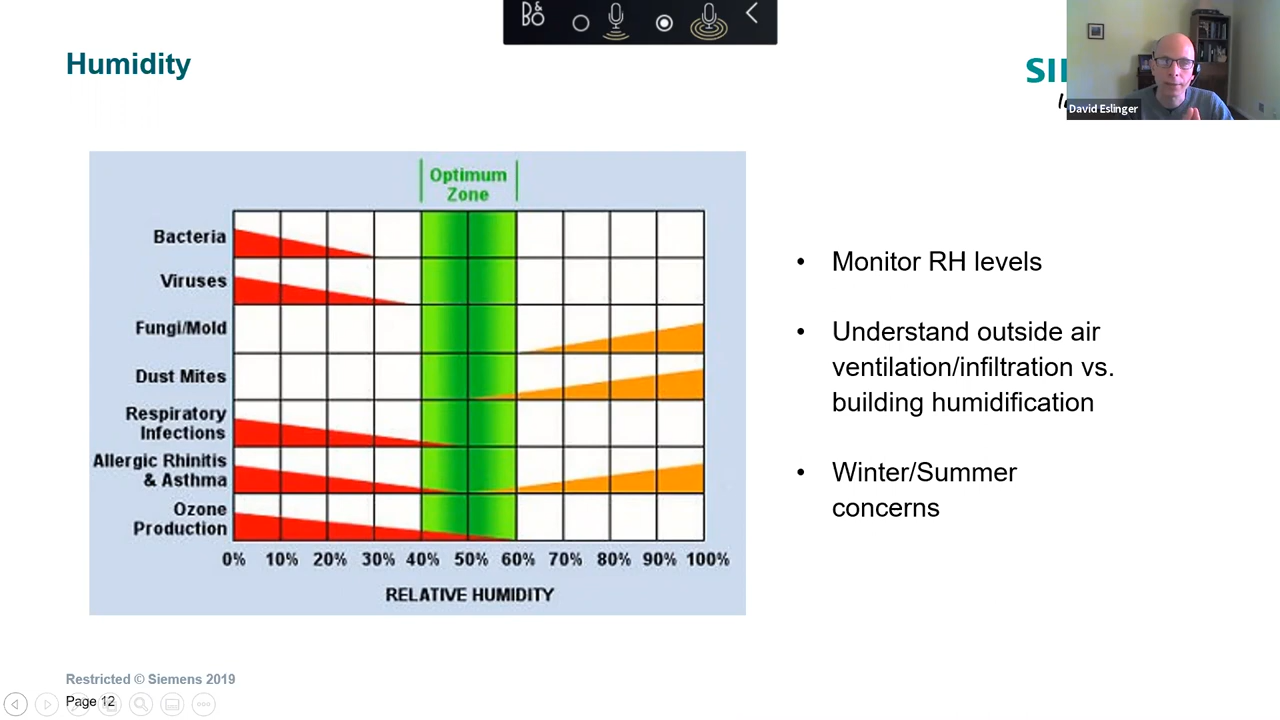 B&O
Humidity
SI
David Eslinger
Optimum
Zone
Bacteria
Viruses
Fungi/Mold
Dust Mites
Respiratory
Infections
Allergic Rhinitis
& Asthma
Ozone
Production
0% 10% 20% 30% 40% 50% 60% 70% 80% 90% 100%
RELATIVE HUMIDITY
• Monitor RH levels
• Understand outside air
ventilation/infiltration vs.
building humidification
• Winter/Summer
concerns
Restricted © Siemens 2019
Page 12